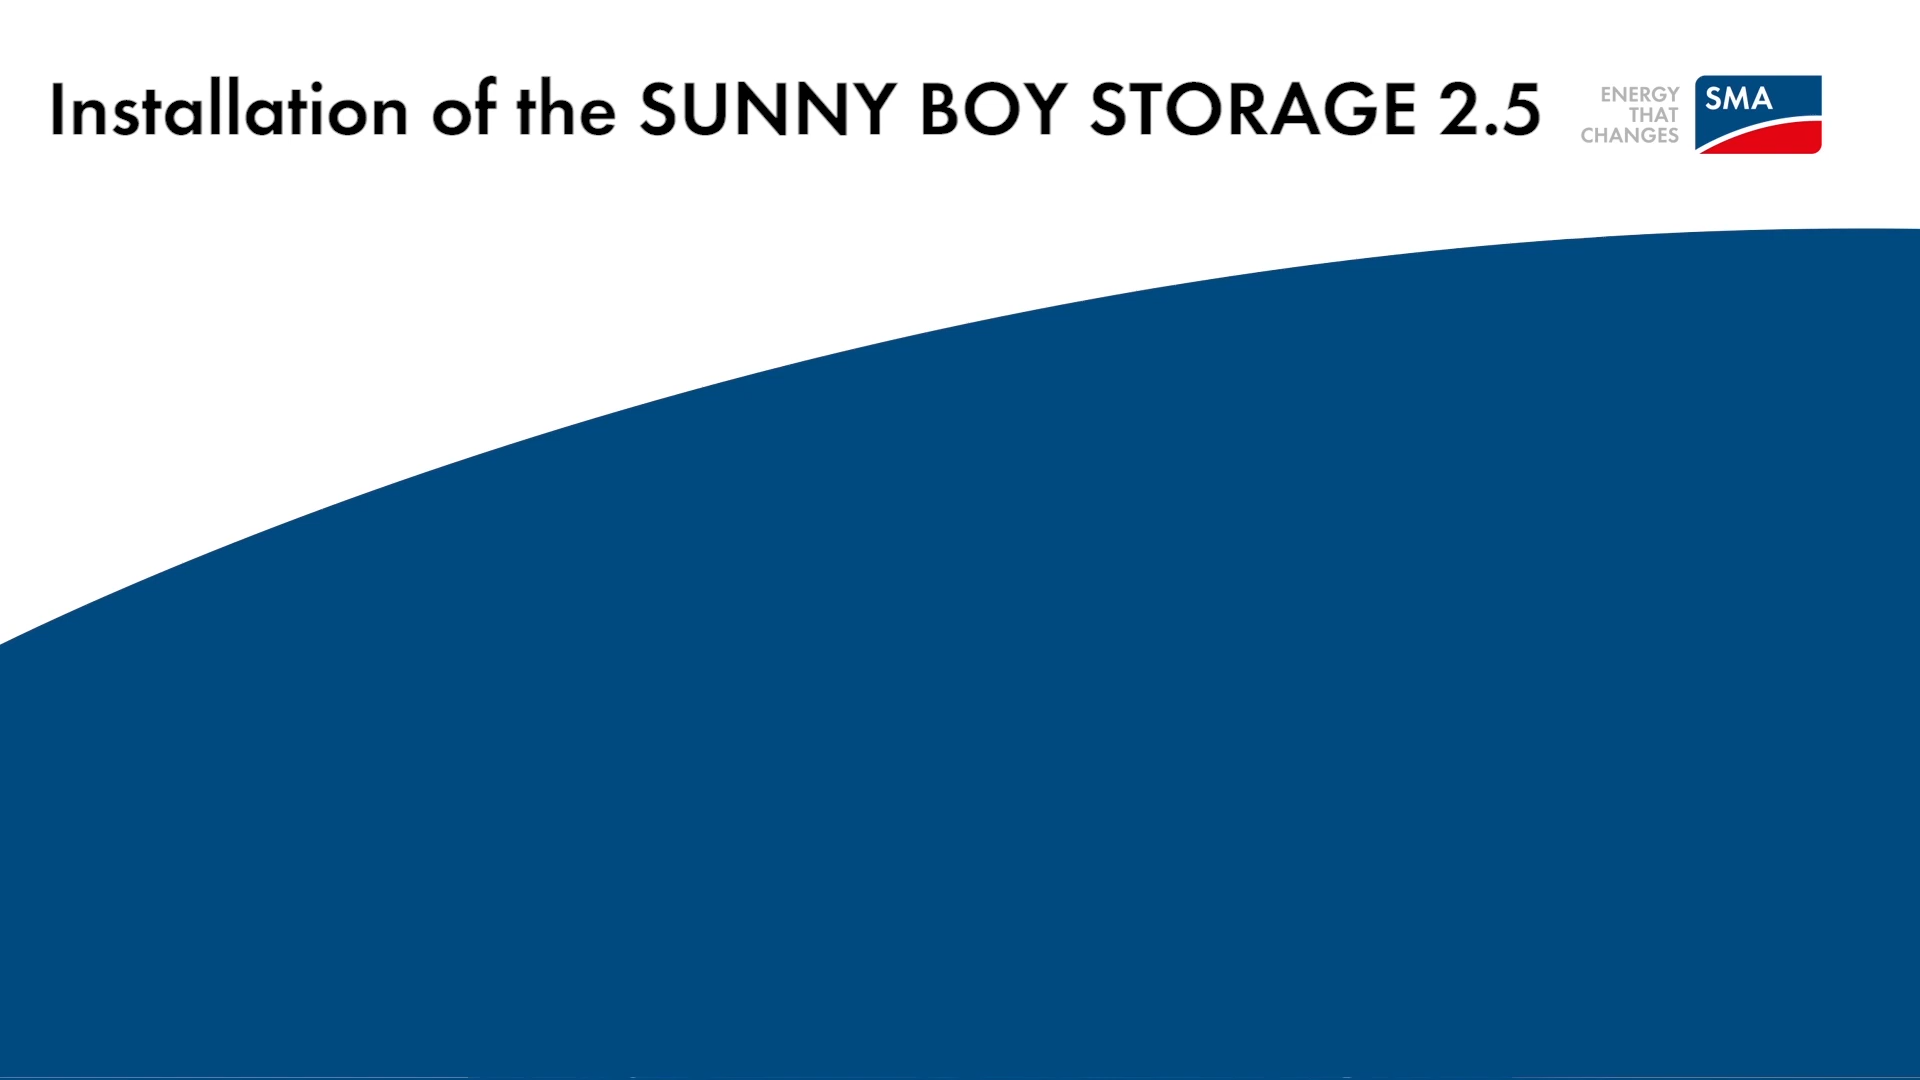 Installation of the SUNNY BOY STORAGE 2.5
ENERGY
THAT
CHANGES
SMA